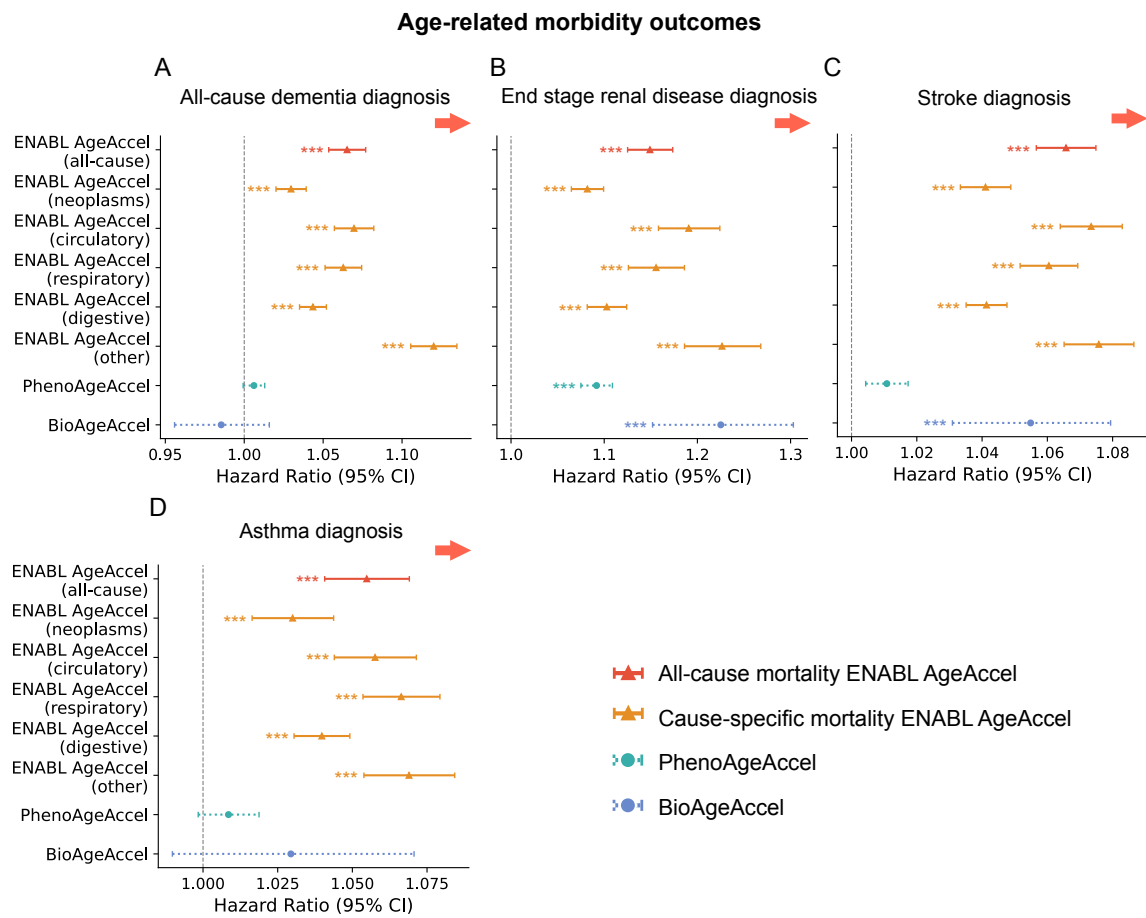 Age-related morbidity outcomes
A
All-cause dementia diagnosis
ENABL AgeAccel
(all-cause)
***
ENABL AgeAccel
(neoplasms)
***
ENABL AgeAccel
(circulatory)
***
ENABL AgeAccel
(respiratory)
***
ENABL AgeAccel
(digestive)
***
ENABL AgeAccel
(other)
***
PhenoAgeAccel
BioAgeAccel
0.95 1.00 1.05 1.10
Hazard Ratio (95% CI)
B
End stage renal disease diagnosis
***
***
***
***
***
***
***
***
1.0 1.1 1.2 1.3
Hazard Ratio (95% CI)
C
Stroke diagnosis
***
***
***
***
***
***
***
1.00 1.02 1.04 1.06 1.08
Hazard Ratio (95% CI)
D
Asthma diagnosis
ENABL AgeAccel
(all-cause)
***
ENABL AgeAccel
(neoplasms)
***
ENABL AgeAccel
(circulatory)
***
ENABL AgeAccel
(respiratory)
***
ENABL AgeAccel
(digestive)
***
ENABL AgeAccel
(other)
***
PhenoAgeAccel
BioAgeAccel
1.000 1.025 1.050 1.075
Hazard Ratio (95% CI)
All-cause mortality ENABL AgeAccel
Cause-specific mortality ENABL AgeAccel
PhenoAgeAccel
BioAgeAccel